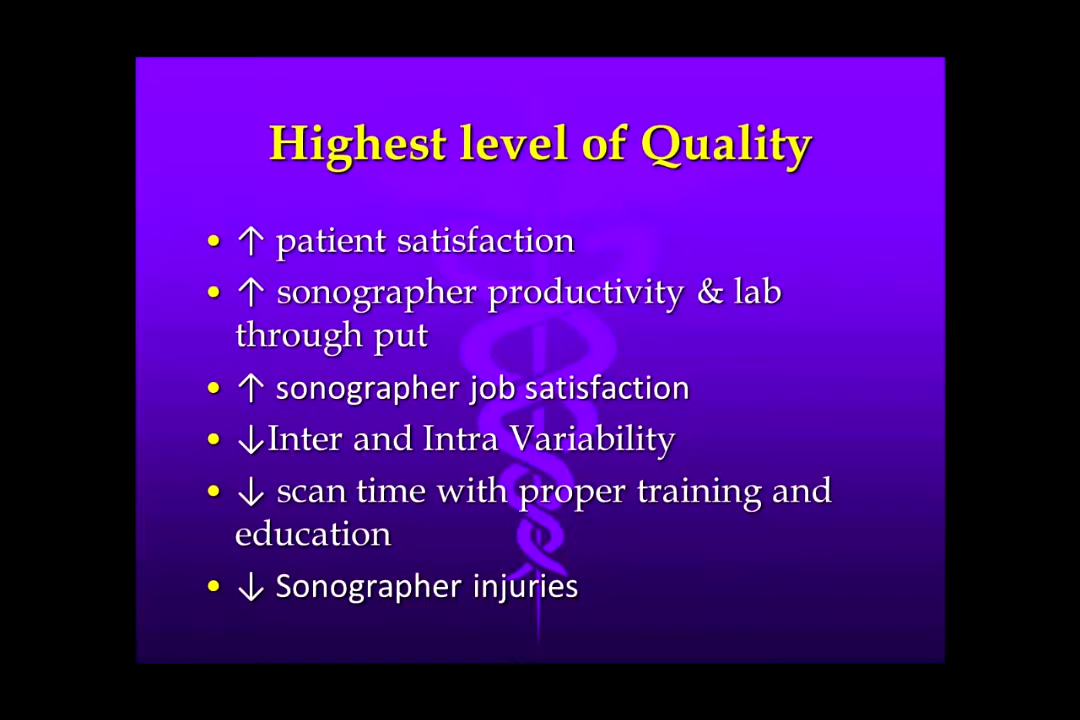 Highest level of Quality
• ↑ patient satisfaction
• ↑ sonographer productivity & lab
through put
• ↑ sonographer job satisfaction
• ↓Inter and Intra Variability
• ↓ scan time with proper training and
education
• ↓ Sonographer injuries